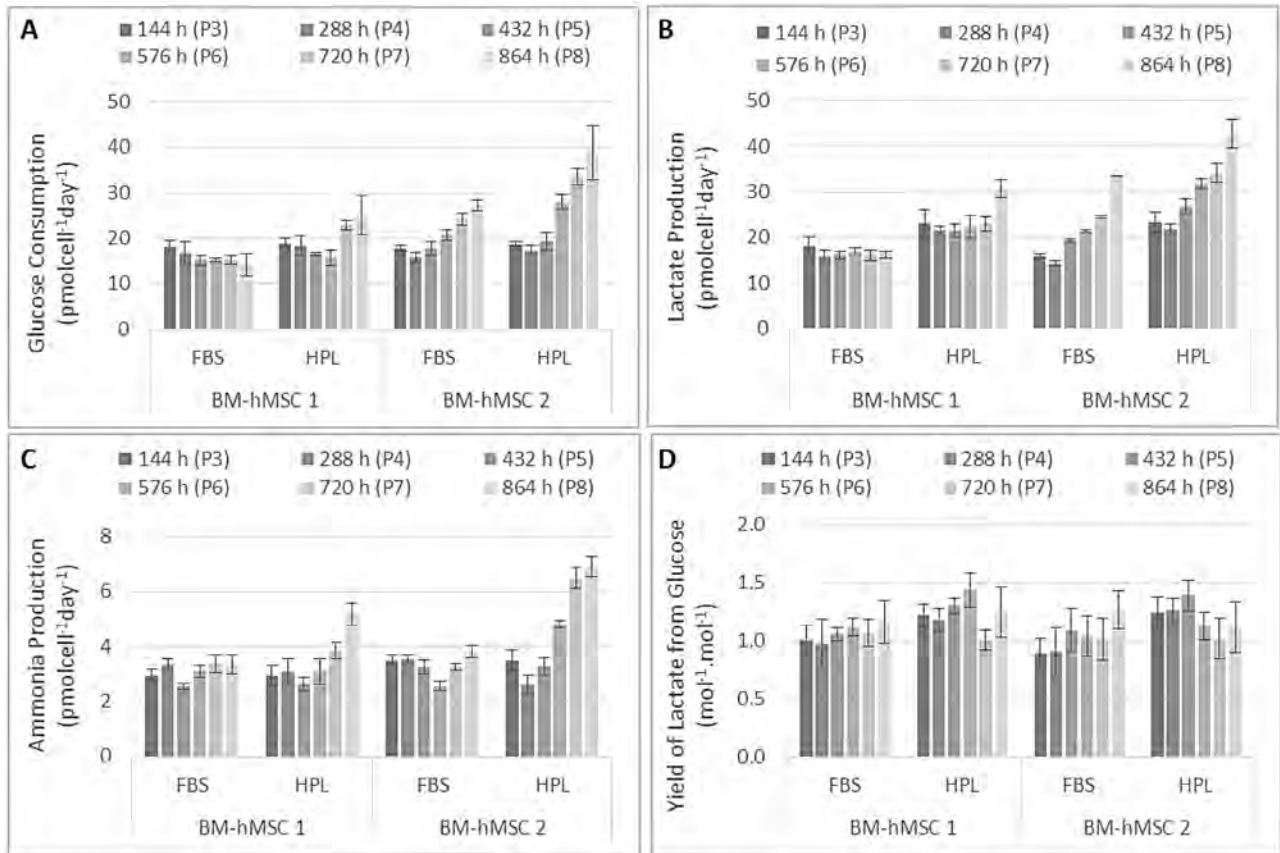 A
144 h (P3) 288 h (P4) 432 h (P5)
576 h (P6) 720 h (P7) 864 h (P8)
Glucose Consumption
(pmolcell⁻¹day⁻¹)
50
40
30
20
10
0
FBS HPL FBS HPL
BM-hMSC 1 BM-hMSC 2
B
144 h (P3) 288 h (P4) 432 h (P5)
576 h (P6) 720 h (P7) 864 h (P8)
Lactate Production
(pmolcell⁻¹day⁻¹)
50
40
30
20
10
0
FBS HPL FBS HPL
BM-hMSC 1 BM-hMSC 2
C
144 h (P3) 288 h (P4) 432 h (P5)
576 h (P6) 720 h (P7) 864 h (P8)
Ammonia Production
(pmolcell⁻¹day⁻¹)
8
6
4
2
0
FBS HPL FBS HPL
BM-hMSC 1 BM-hMSC 2
D
144 h (P3) 288 h (P4) 432 h (P5)
576 h (P6) 720 h (P7) 864 h (P8)
Yield of Lactate from Glucose
(mol⁻¹.mol⁻¹)
2.0
1.5
1.0
0.5
0.0
FBS HPL FBS HPL
BM-hMSC 1 BM-hMSC 2